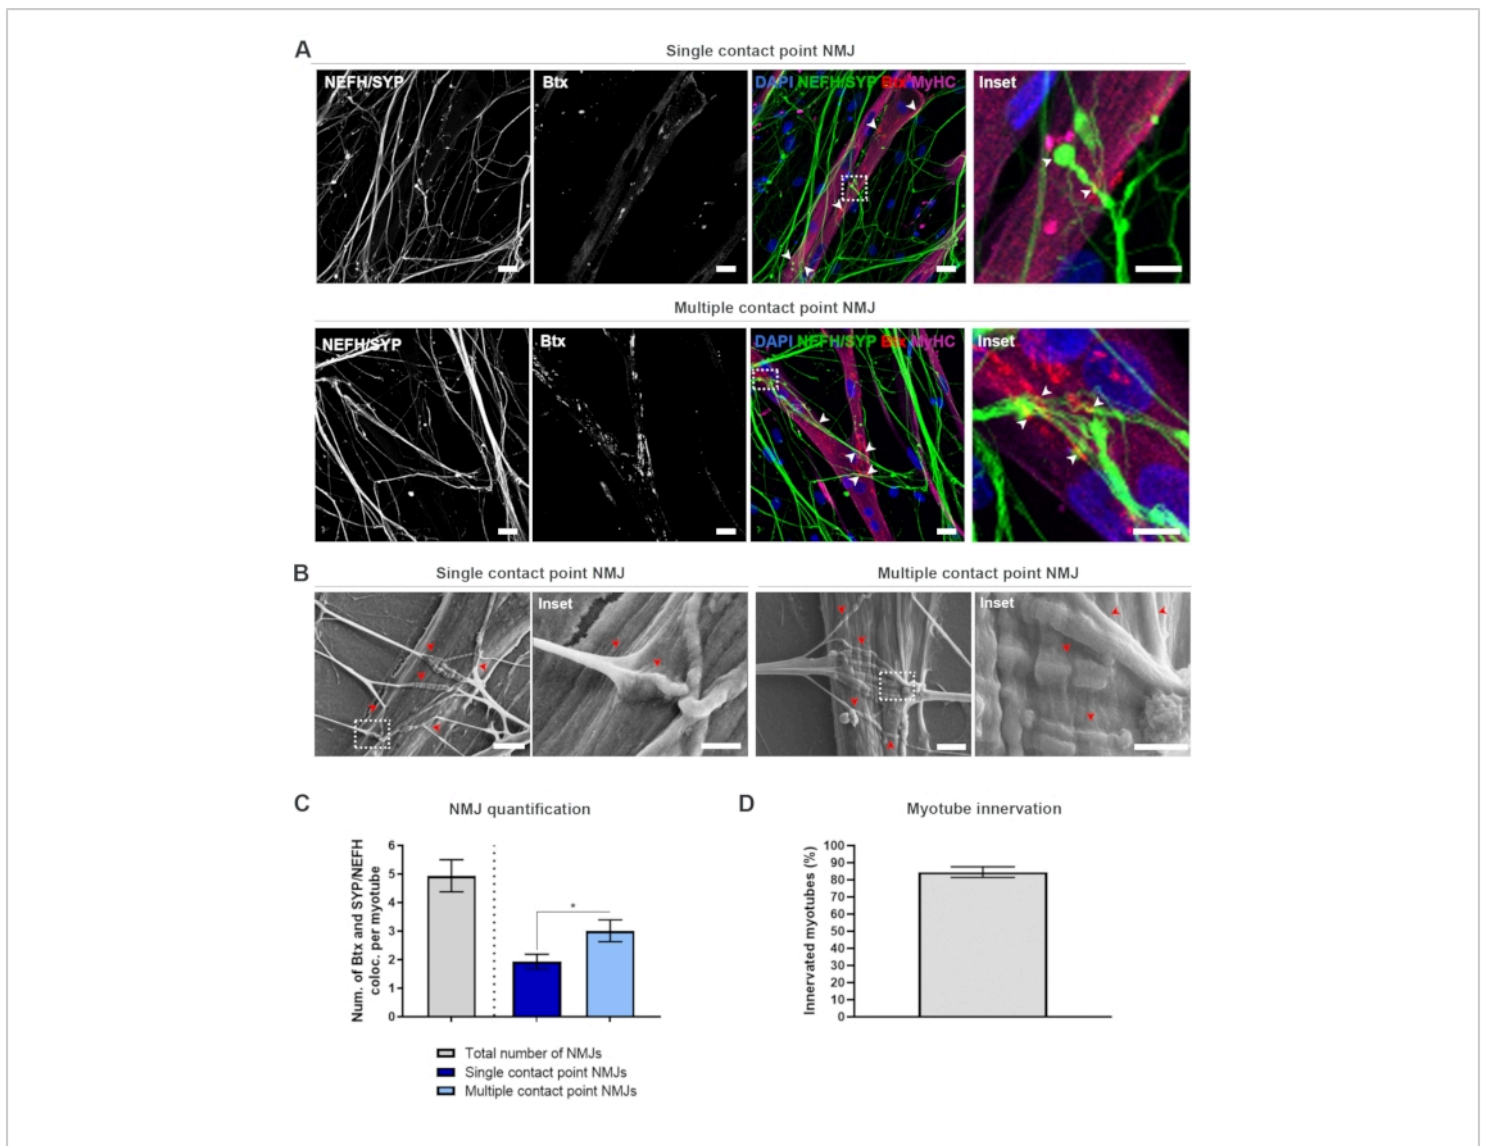 A
Single contact point NMJ
NEFH/SYP
Btx
DAPI NEFH/SYP Btx MyHC
Inset
Multiple contact point NMJ
NEFH/SYP
Btx
DAPI NEFH/SYP Btx MyHC
Inset
B
Single contact point NMJ
Multiple contact point NMJ
Inset
Inset
C
NMJ quantification
Num. of Btx and SYP/NEFH
coloc. per myotube
6
5
4
3
2
1
0
*
Total number of NMJs
Single contact point NMJs
Multiple contact point NMJs
D
Myotube innervation
Innervated myotubes (%)
100
90
80
70
60
50
40
30
20
10
0